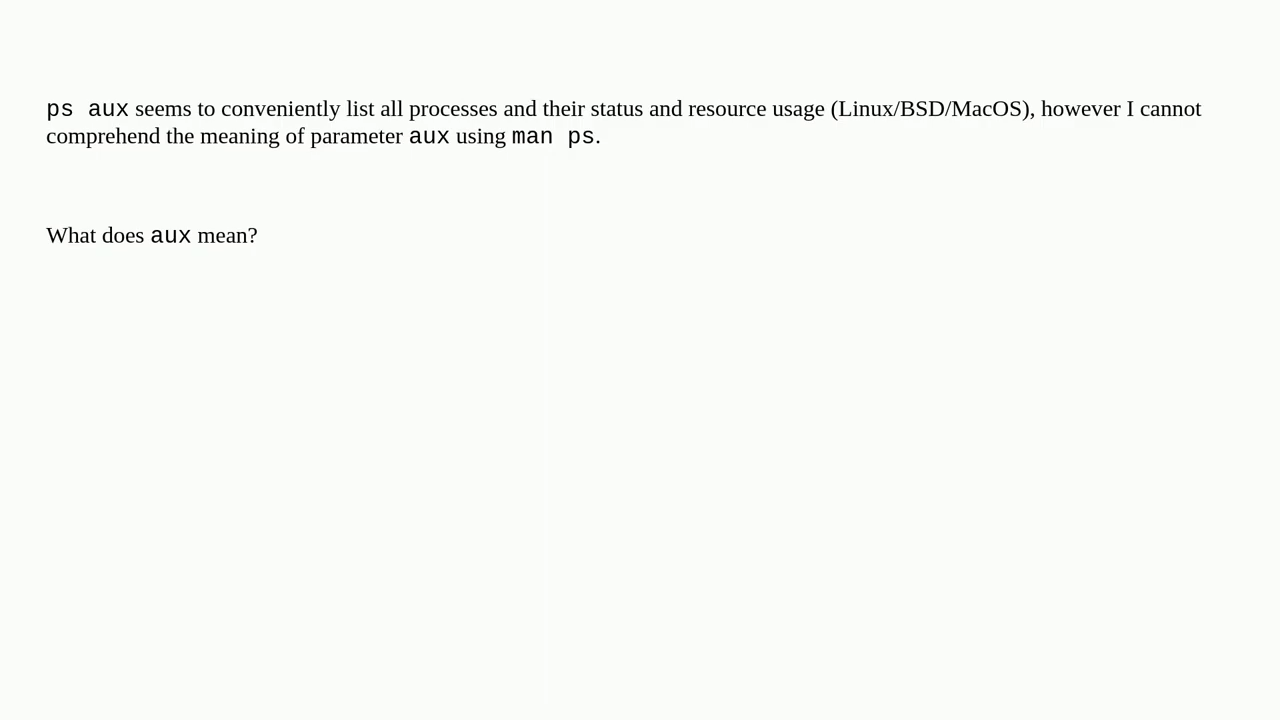 ps aux seems to conveniently list all processes and their status and resource usage (Linux/BSD/MacOS), however I cannot
comprehend the meaning of parameter aux using man ps.
What does aux mean?